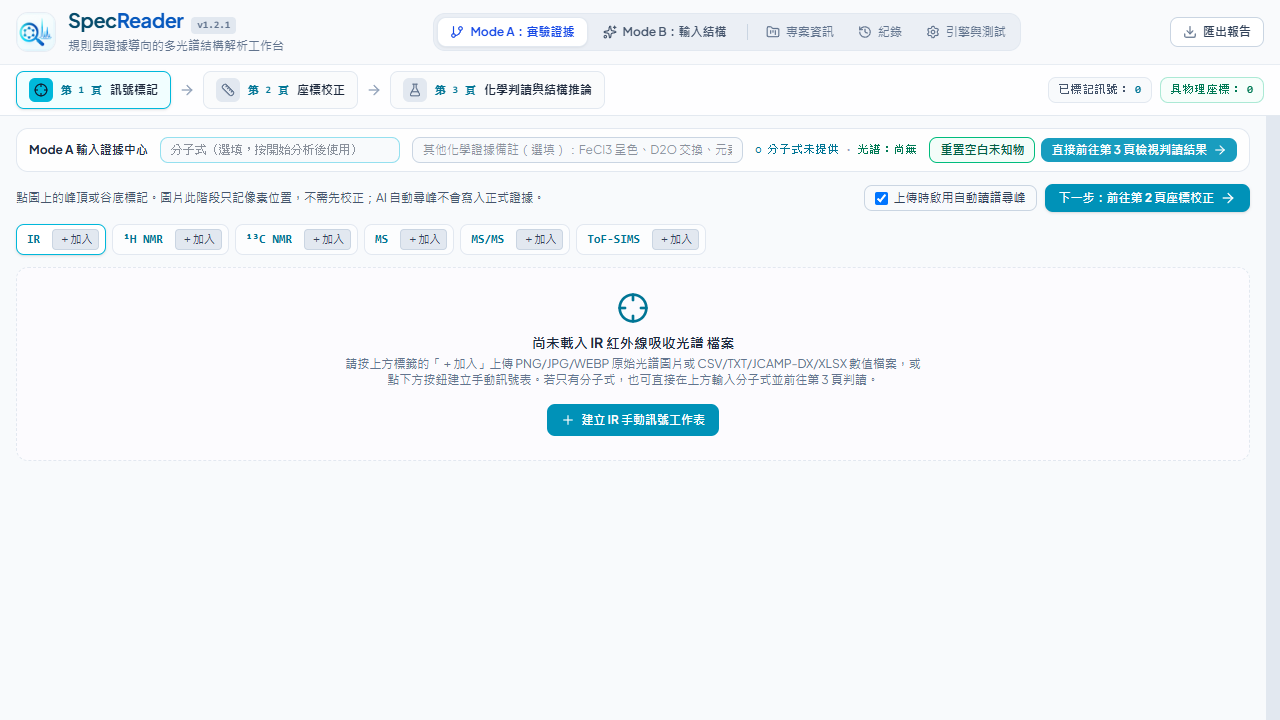 SpecReader v1.2.1
規則與證據導向的多光譜結構解析工作台
Mode A：實驗證據
Mode B：輸入結構
專案資訊
紀錄
引擎與測試
匯出報告
第 1 頁 訊號標記
第 2 頁 座標校正
第 3 頁 化學判讀與結構推論
已標記訊號： 0
具物理座標： 0
Mode A 輸入證據中心
分子式（選填，按開始分析後使用）
其他化學證據備註（選填）：FeCl3 呈色、D2O 交換、元素
○ 分子式未提供 · 光譜：尚無
重置空白未知物
直接前往第 3 頁檢視判讀結果
點圖上的峰頂或谷底標記。圖片此階段只記像素位置，不需先校正；AI 自動尋峰不會寫入正式證據。
上傳時啟用自動讀譜尋峰
下一步：前往第 2 頁座標校正
IR ＋加入
¹H NMR ＋加入
¹³C NMR ＋加入
MS ＋加入
MS/MS ＋加入
ToF-SIMS ＋加入
尚未載入 IR 紅外線吸收光譜 檔案
請按上方標籤的「＋加入」上傳 PNG/JPG/WEBP 原始光譜圖片或 CSV/TXT/JCAMP-DX/XLSX 數值檔案，或
點下方按鈕建立手動訊號表。若只有分子式，也可直接在上方輸入分子式並前往第 3 頁判讀。
建立 IR 手動訊號工作表